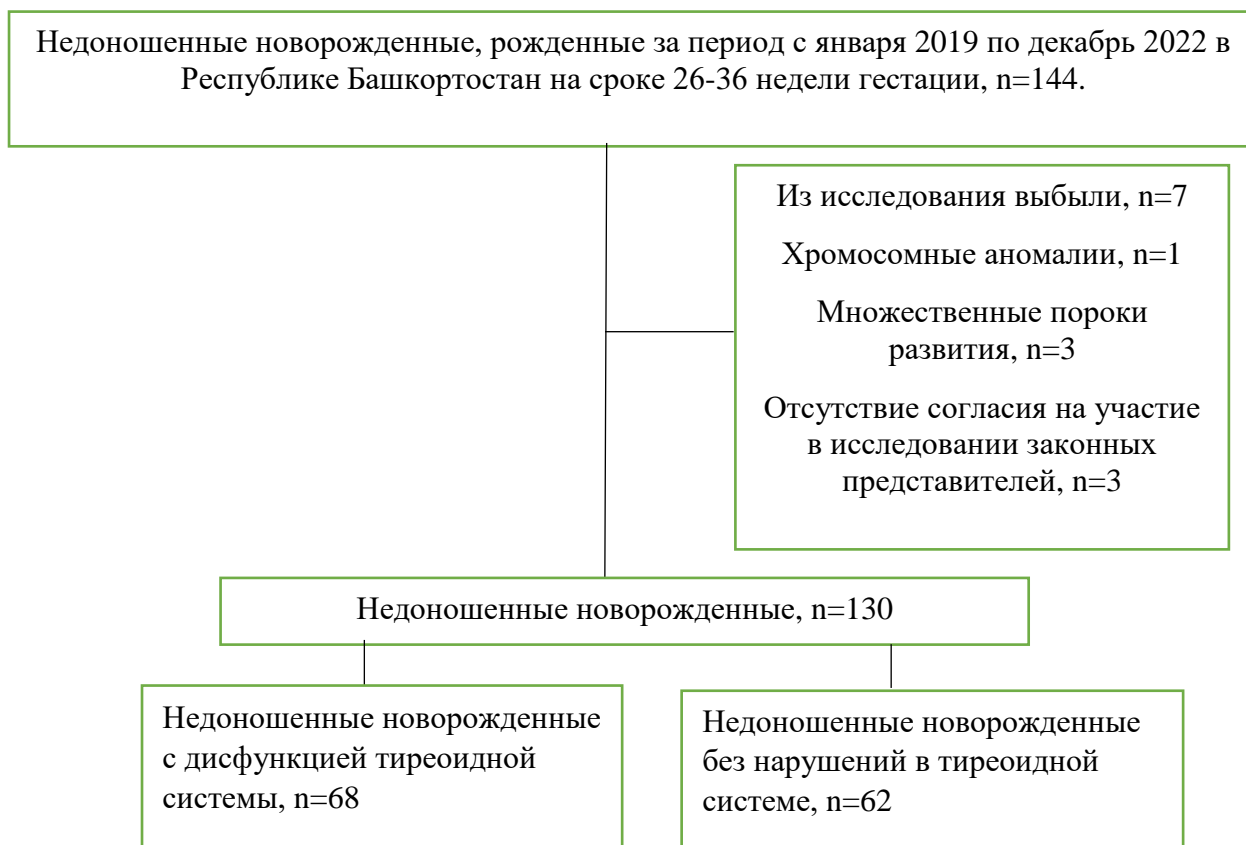 Недоношенные новорожденные, рожденные за период с января 2019 по декабрь 2022 в
Республике Башкортостан на сроке 26-36 недели гестации, n=144.
Из исследования выбыли, n=7
Хромосомные аномалии, n=1
Множественные пороки
развития, n=3
Отсутствие согласия на участие
в исследовании законных
представителей, n=3
Недоношенные новорожденные, n=130
Недоношенные новорожденные
с дисфункцией тиреоидной
системы, n=68
Недоношенные новорожденные
без нарушений в тиреоидной
системе, n=62